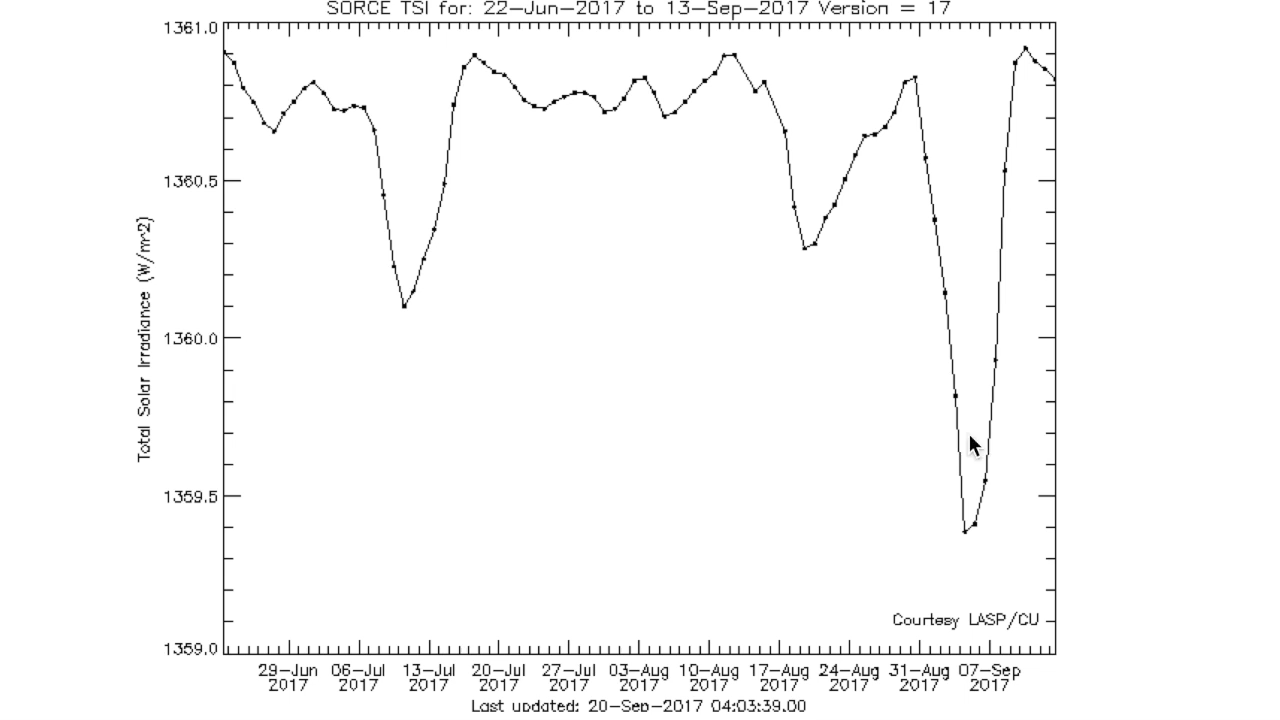 SORCE TSI for: 22-Jun-2017 to 13-Sep-2017 Version = 17
1361.0
1360.5
1360.0
1359.5
1359.0
Total Solar Irradiance (W/m^2)
Courtesy LASP/CU
29-Jun 06-Jul 13-Jul 20-Jul 27-Jul 03-Aug 10-Aug 17-Aug 24-Aug 31-Aug 07-Sep
2017 2017 2017 2017 2017 2017 2017 2017 2017 2017 2017
Last updated: 20-Sep-2017 04:03:39.00